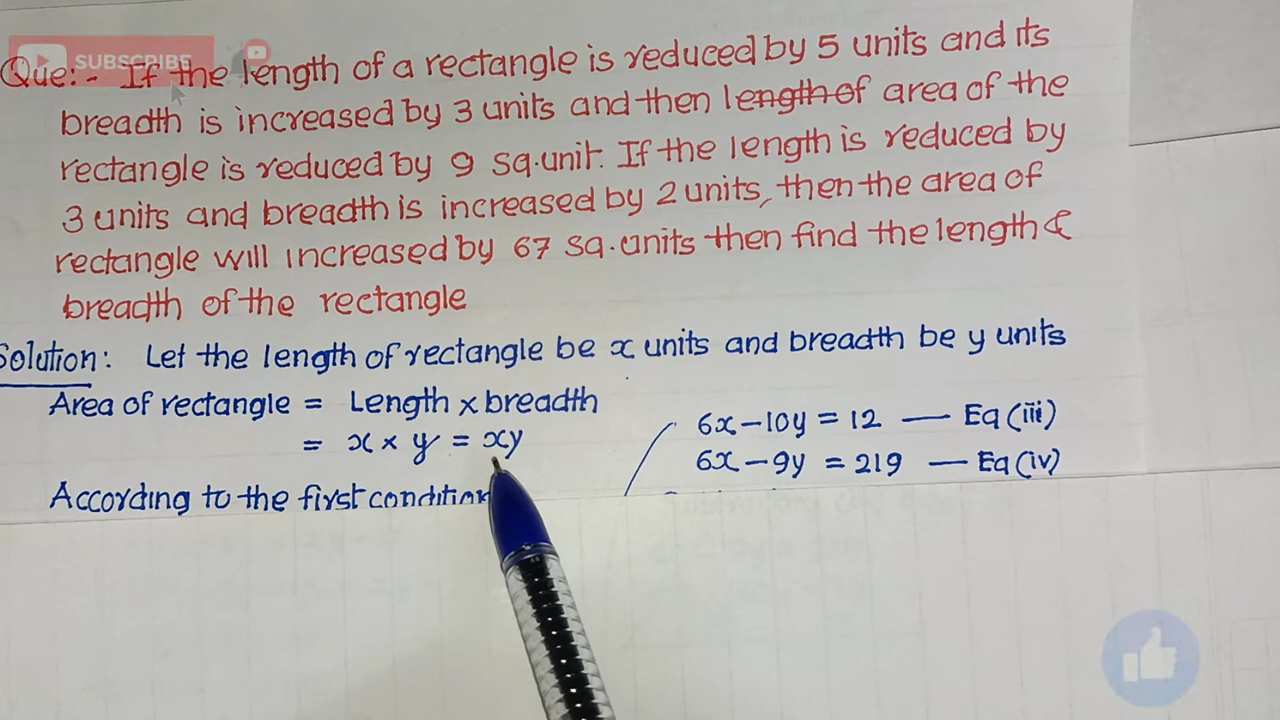 SUBSCRIBE
Que:- If the length of a rectangle is reduced by 5 units and its
breadth is increased by 3 units and then length of area of the
rectangle is reduced by 9 sq.unit. If the length is reduced by
3 units and breadth is increased by 2 units, then the area of
rectangle will increased by 67 sq.units then find the length &
breadth of the rectangle
Solution: Let the length of rectangle be x units and breadth be y units
Area of rectangle = Length × breadth
= x × y = xy
According to the first condition
6x - 10y = 12 — Eq (iii)
6x - 9y = 219 — Eq (iv)